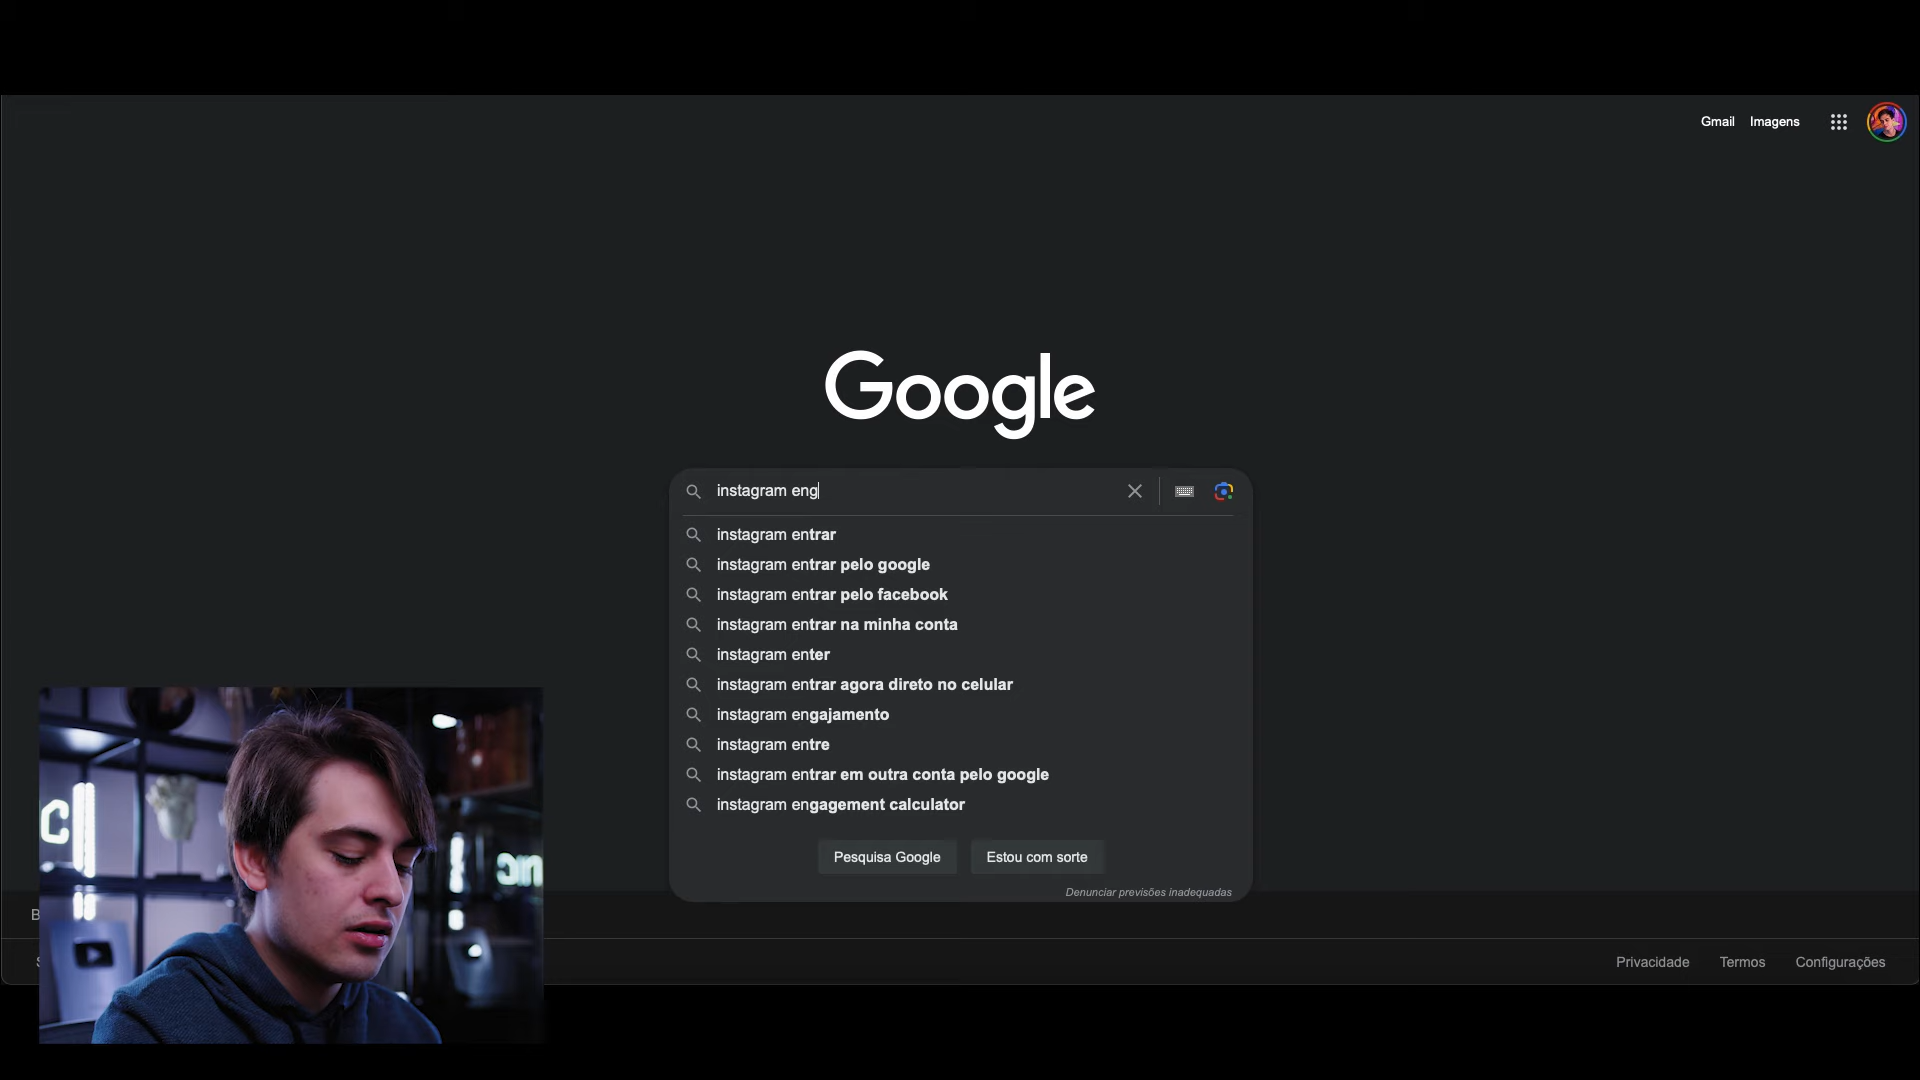 Gmail Imagens
Google
instagram eng
instagram entrar
instagram entrar pelo google
instagram entrar pelo facebook
instagram entrar na minha conta
instagram enter
instagram entrar agora direto no celular
instagram engajamento
instagram entre
instagram entrar em outra conta pelo google
instagram engagement calculator
Pesquisa Google Estou com sorte
Denunciar previsões inadequadas
B
Privacidade Termos Configurações